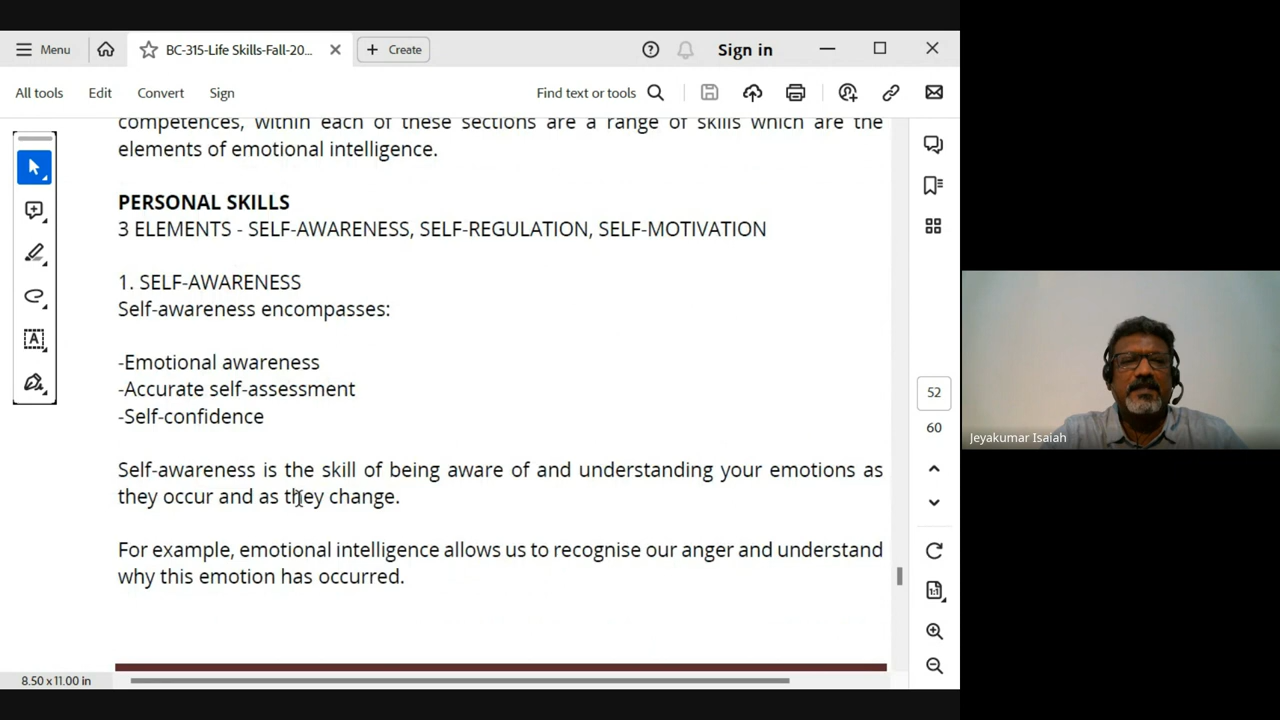 Menu
BC-315-Life Skills-Fall-20...
Create
Sign in
All tools
Edit
Convert
Sign
Find text or tools
competences, within each of these sections are a range of skills which are the
elements of emotional intelligence.
PERSONAL SKILLS
3 ELEMENTS - SELF-AWARENESS, SELF-REGULATION, SELF-MOTIVATION
1. SELF-AWARENESS
Self-awareness encompasses:
-Emotional awareness
-Accurate self-assessment
-Self-confidence
Self-awareness is the skill of being aware of and understanding your emotions as
they occur and as they change.
For example, emotional intelligence allows us to recognise our anger and understand
why this emotion has occurred.
52
60
1:1
8.50 x 11.00 in
Jeyakumar Isaiah